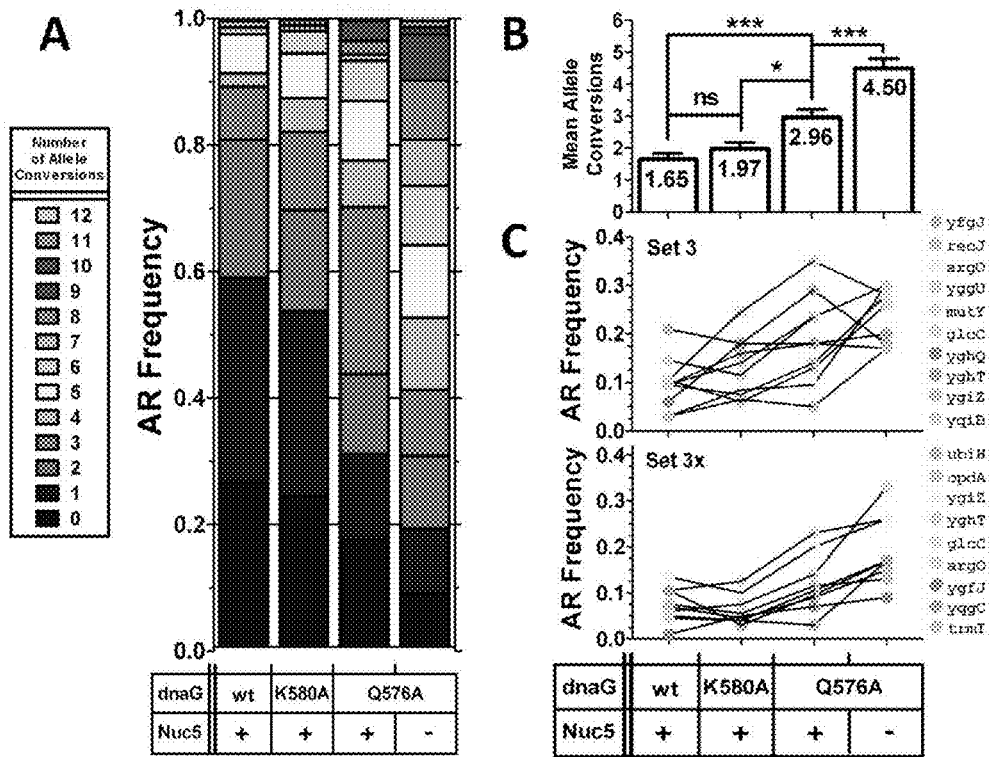 A
Number
of Allele
Conversions
12
11
10
9
8
7
6
5
4
3
2
1
0
AR Frequency
1.0
0.8
0.6
0.4
0.2
0.0
dnaG wt K580A Q576A
Nuc5 + + + -
B
Mean Allele
Conversions
6
5
4
3
2
1
0
***
***
*
ns
1.65
1.97
2.96
4.50
C
AR Frequency
0.4
0.3
0.2
0.1
0.0
Set 3
yfgJ
recJ
argO
yggU
mutY
glcC
yghQ
yghT
ygiZ
yqiB
AR Frequency
0.4
0.3
0.2
0.1
0.0
Set 3x
ubiH
opdA
ygiZ
yghT
glcC
argO
ygfJ
yqgC
trmI
dnaG wt K580A Q576A
Nuc5 + + + -